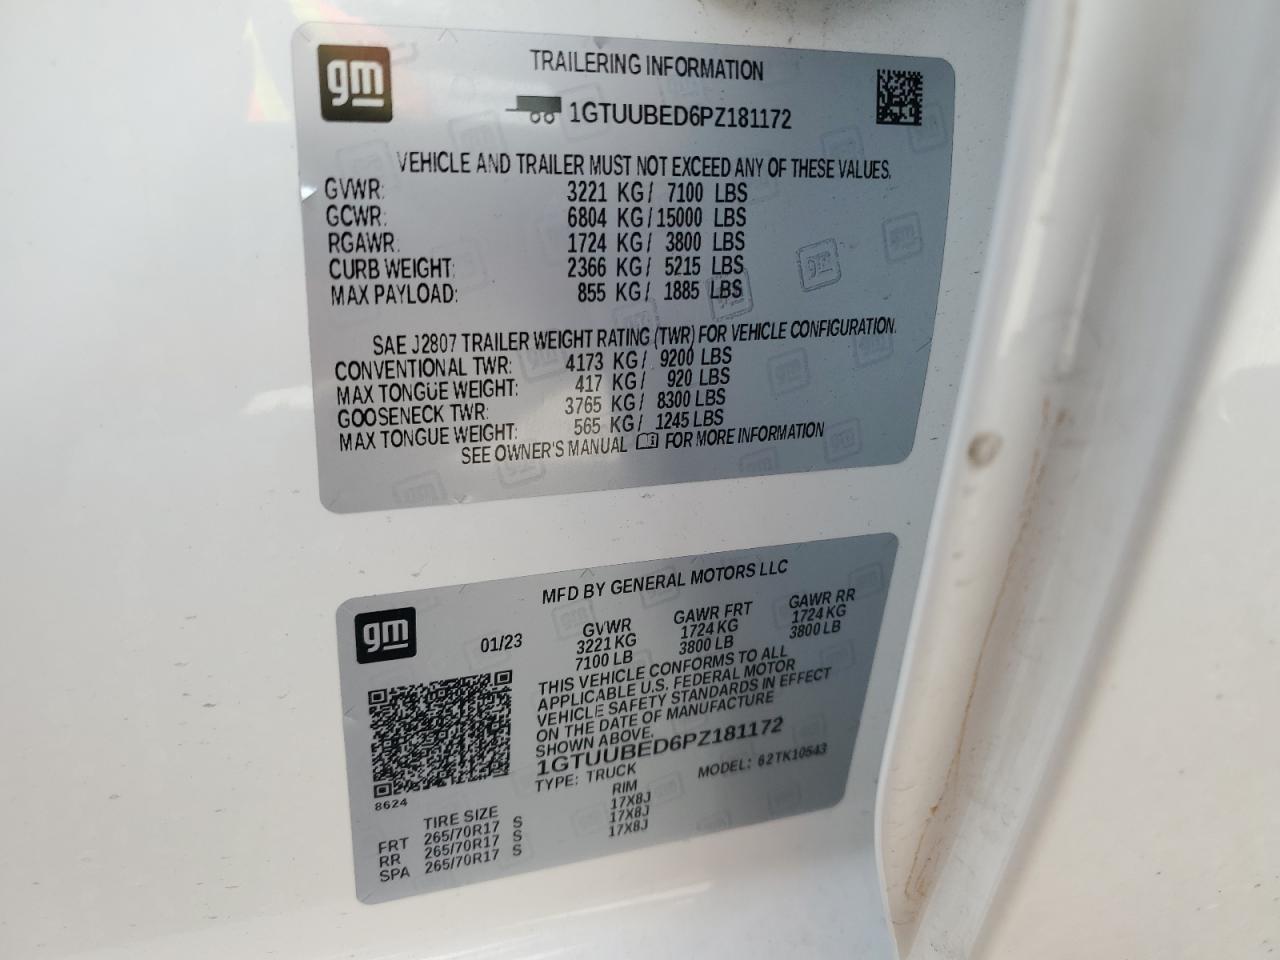 gm
TRAILERING INFORMATION
1GTUUBED6PZ181172
VEHICLE AND TRAILER MUST NOT EXCEED ANY OF THESE VALUES.
GVWR: 3221 KG/ 7100 LBS
GCWR: 6804 KG/15000 LBS
RGAWR: 1724 KG/ 3800 LBS
CURB WEIGHT: 2366 KG/ 5215 LBS
MAX PAYLOAD: 855 KG/ 1885 LBS
SAE J2807 TRAILER WEIGHT RATING (TWR) FOR VEHICLE CONFIGURATION.
CONVENTIONAL TWR: 4173 KG/ 9200 LBS
MAX TONGUE WEIGHT: 417 KG/ 920 LBS
GOOSENECK TWR: 3765 KG/ 8300 LBS
MAX TONGUE WEIGHT: 565 KG/ 1245 LBS
SEE OWNER'S MANUAL FOR MORE INFORMATION
gm
MFD BY GENERAL MOTORS LLC
01/23 GVWR GAWR FRT GAWR RR
3221 KG 1724 KG 1724 KG
7100 LB 3800 LB 3800 LB
THIS VEHICLE CONFORMS TO ALL
APPLICABLE U.S. FEDERAL MOTOR
VEHICLE SAFETY STANDARDS IN EFFECT
ON THE DATE OF MANUFACTURE
SHOWN ABOVE.
1GTUUBED6PZ181172
TYPE: TRUCK MODEL: 62TK10543
8624
TIRE SIZE RIM
FRT 265/70R17 S 17X8J
RR 265/70R17 S 17X8J
SPA 265/70R17 S 17X8J